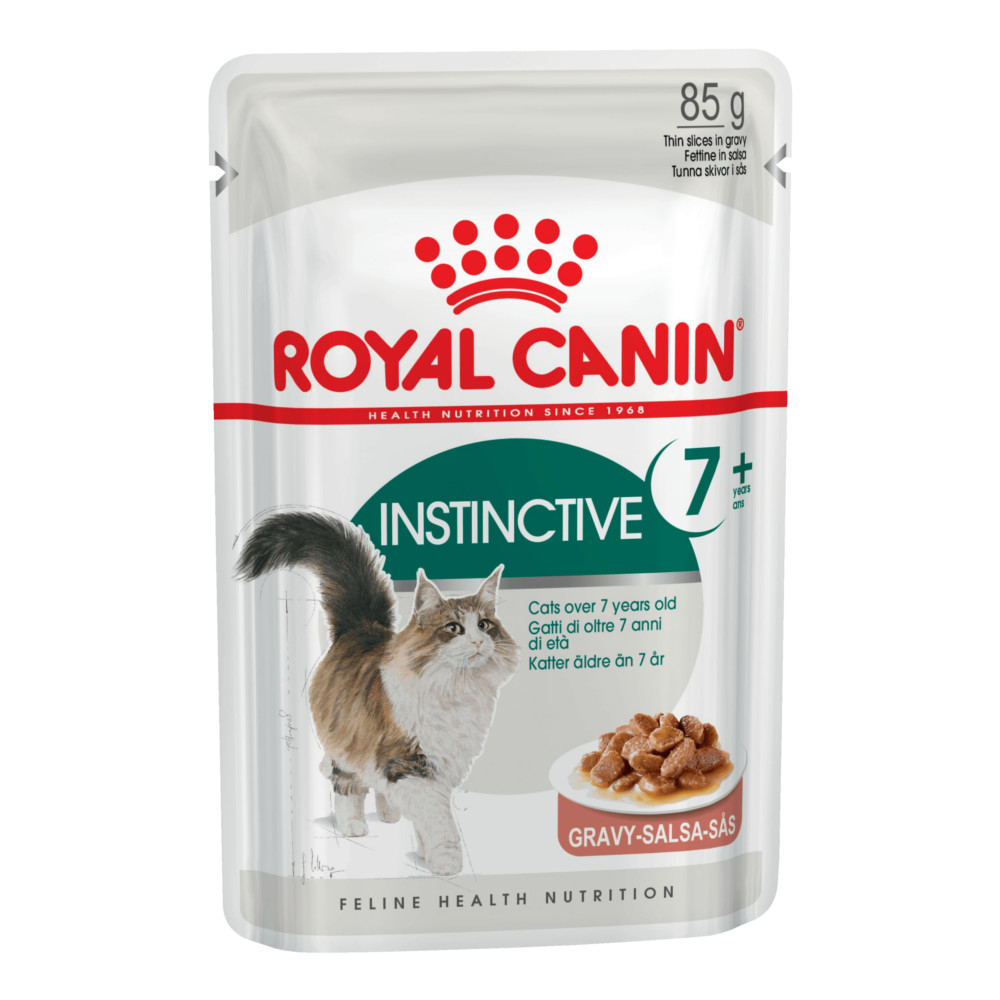 85 g
Thin slices in gravy
Fettine in salsa
Tunna skivor i sås
ROYAL CANIN®
HEALTH NUTRITION SINCE 1968
INSTINCTIVE
7+
years
ans
Cats over 7 years old
Gatti di oltre 7 anni
di età
Katter äldre än 7 år
GRAVY-SALSA-SÅS
FELINE HEALTH NUTRITION